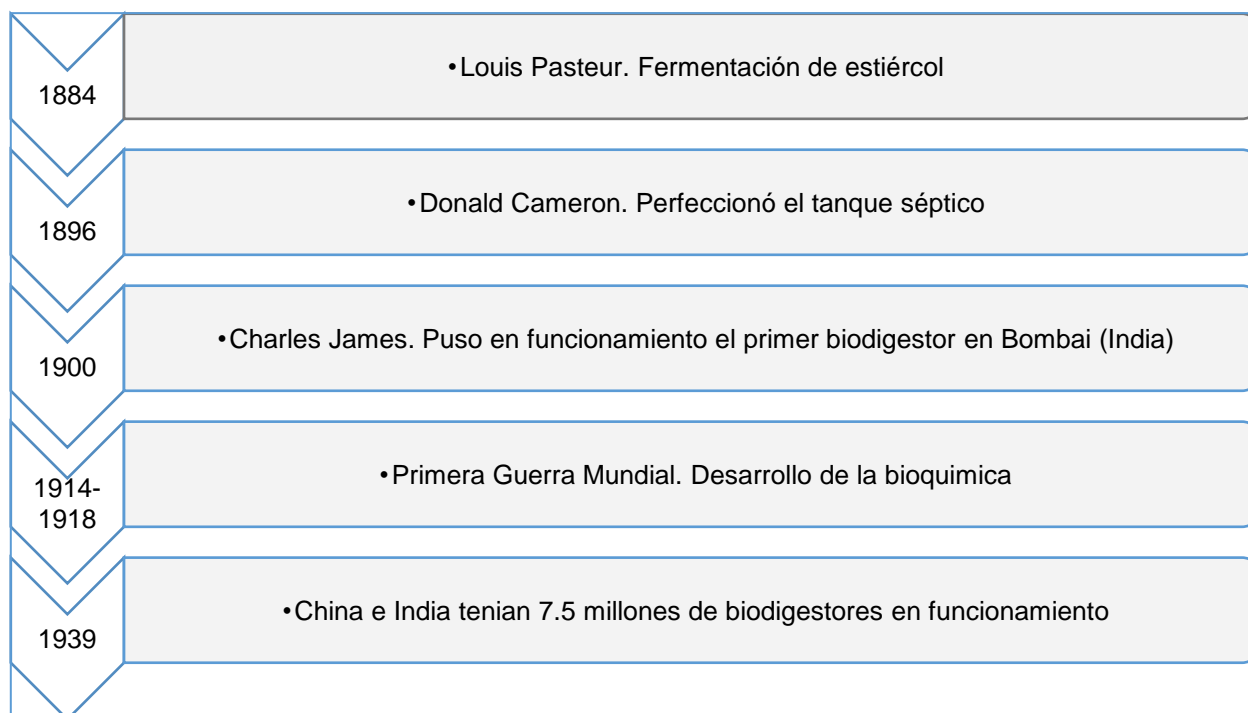 1884
•Louis Pasteur. Fermentación de estiércol
1896
•Donald Cameron. Perfeccionó el tanque séptico
1900
•Charles James. Puso en funcionamiento el primer biodigestor en Bombai (India)
1914-
1918
•Primera Guerra Mundial. Desarrollo de la bioquimica
1939
•China e India tenian 7.5 millones de biodigestores en funcionamiento